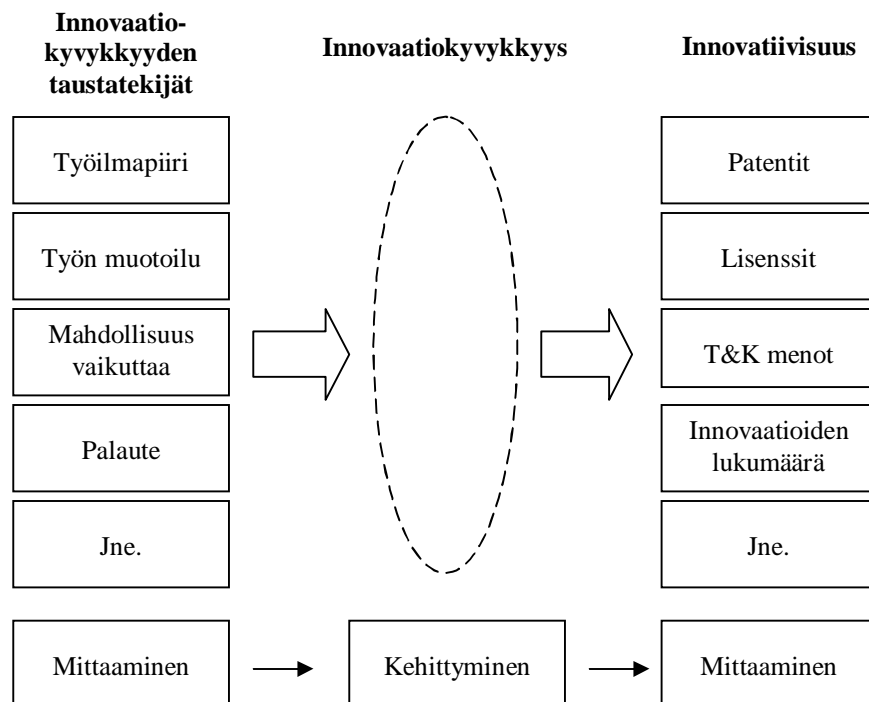 Innovaatio-
kyvykkyyden
taustatekijät
Innovaatiokyvykkyys
Innovatiivisuus
Työilmapiiri
Työn muotoilu
Mahdollisuus
vaikuttaa
Palaute
Jne.
Patentit
Lisenssit
T&K menot
Innovaatioiden
lukumäärä
Jne.
Mittaaminen
Kehittyminen
Mittaaminen